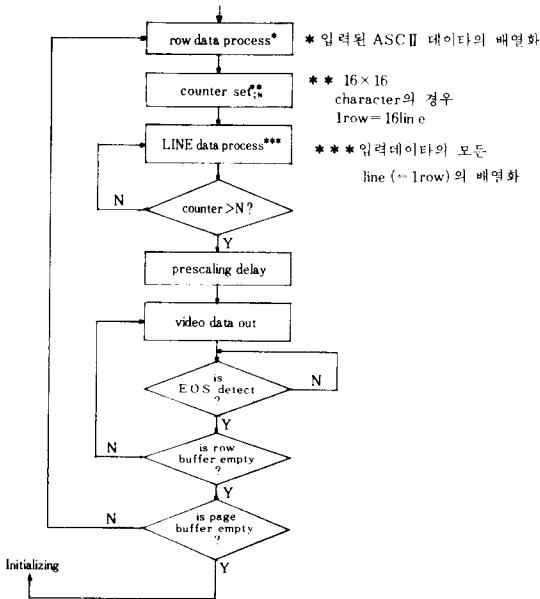 row data process*
* 입력된 ASCⅡ 데이타의 배열화
counter set**;N
** 16×16
character의 경우
1row=16line
LINE data process***
***입력데이타의 모든
line (=1row)의 배열화
N
counter>N?
Y
prescaling delay
video data out
is
EOS detect
?
N
Y
is row
buffer empty
?
N
Y
is page
buffer empty
?
N
Y
Initializing